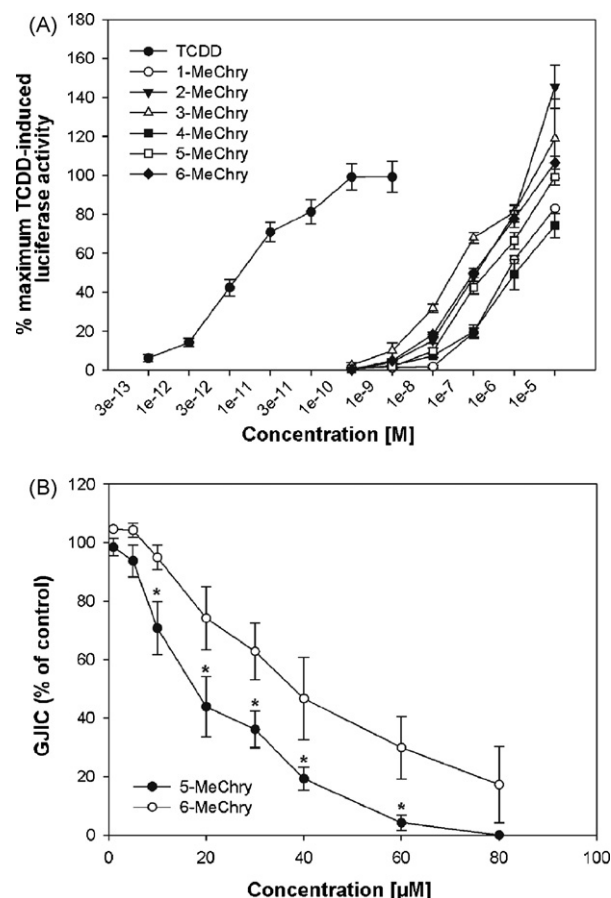 (A)
% maximum TCDD-induced
luciferase activity
180
160
140
120
100
80
60
40
20
0
TCDD
1-MeChry
2-MeChry
3-MeChry
4-MeChry
5-MeChry
6-MeChry
3e-13
1e-12
3e-12
1e-11
3e-11
1e-10
1e-9
1e-8
1e-7
1e-6
1e-5
Concentration [M]
(B)
GJIC (% of control)
120
100
80
60
40
20
0
*
*
*
*
*
5-MeChry
6-MeChry
0
20
40
60
80
100
Concentration [µM]